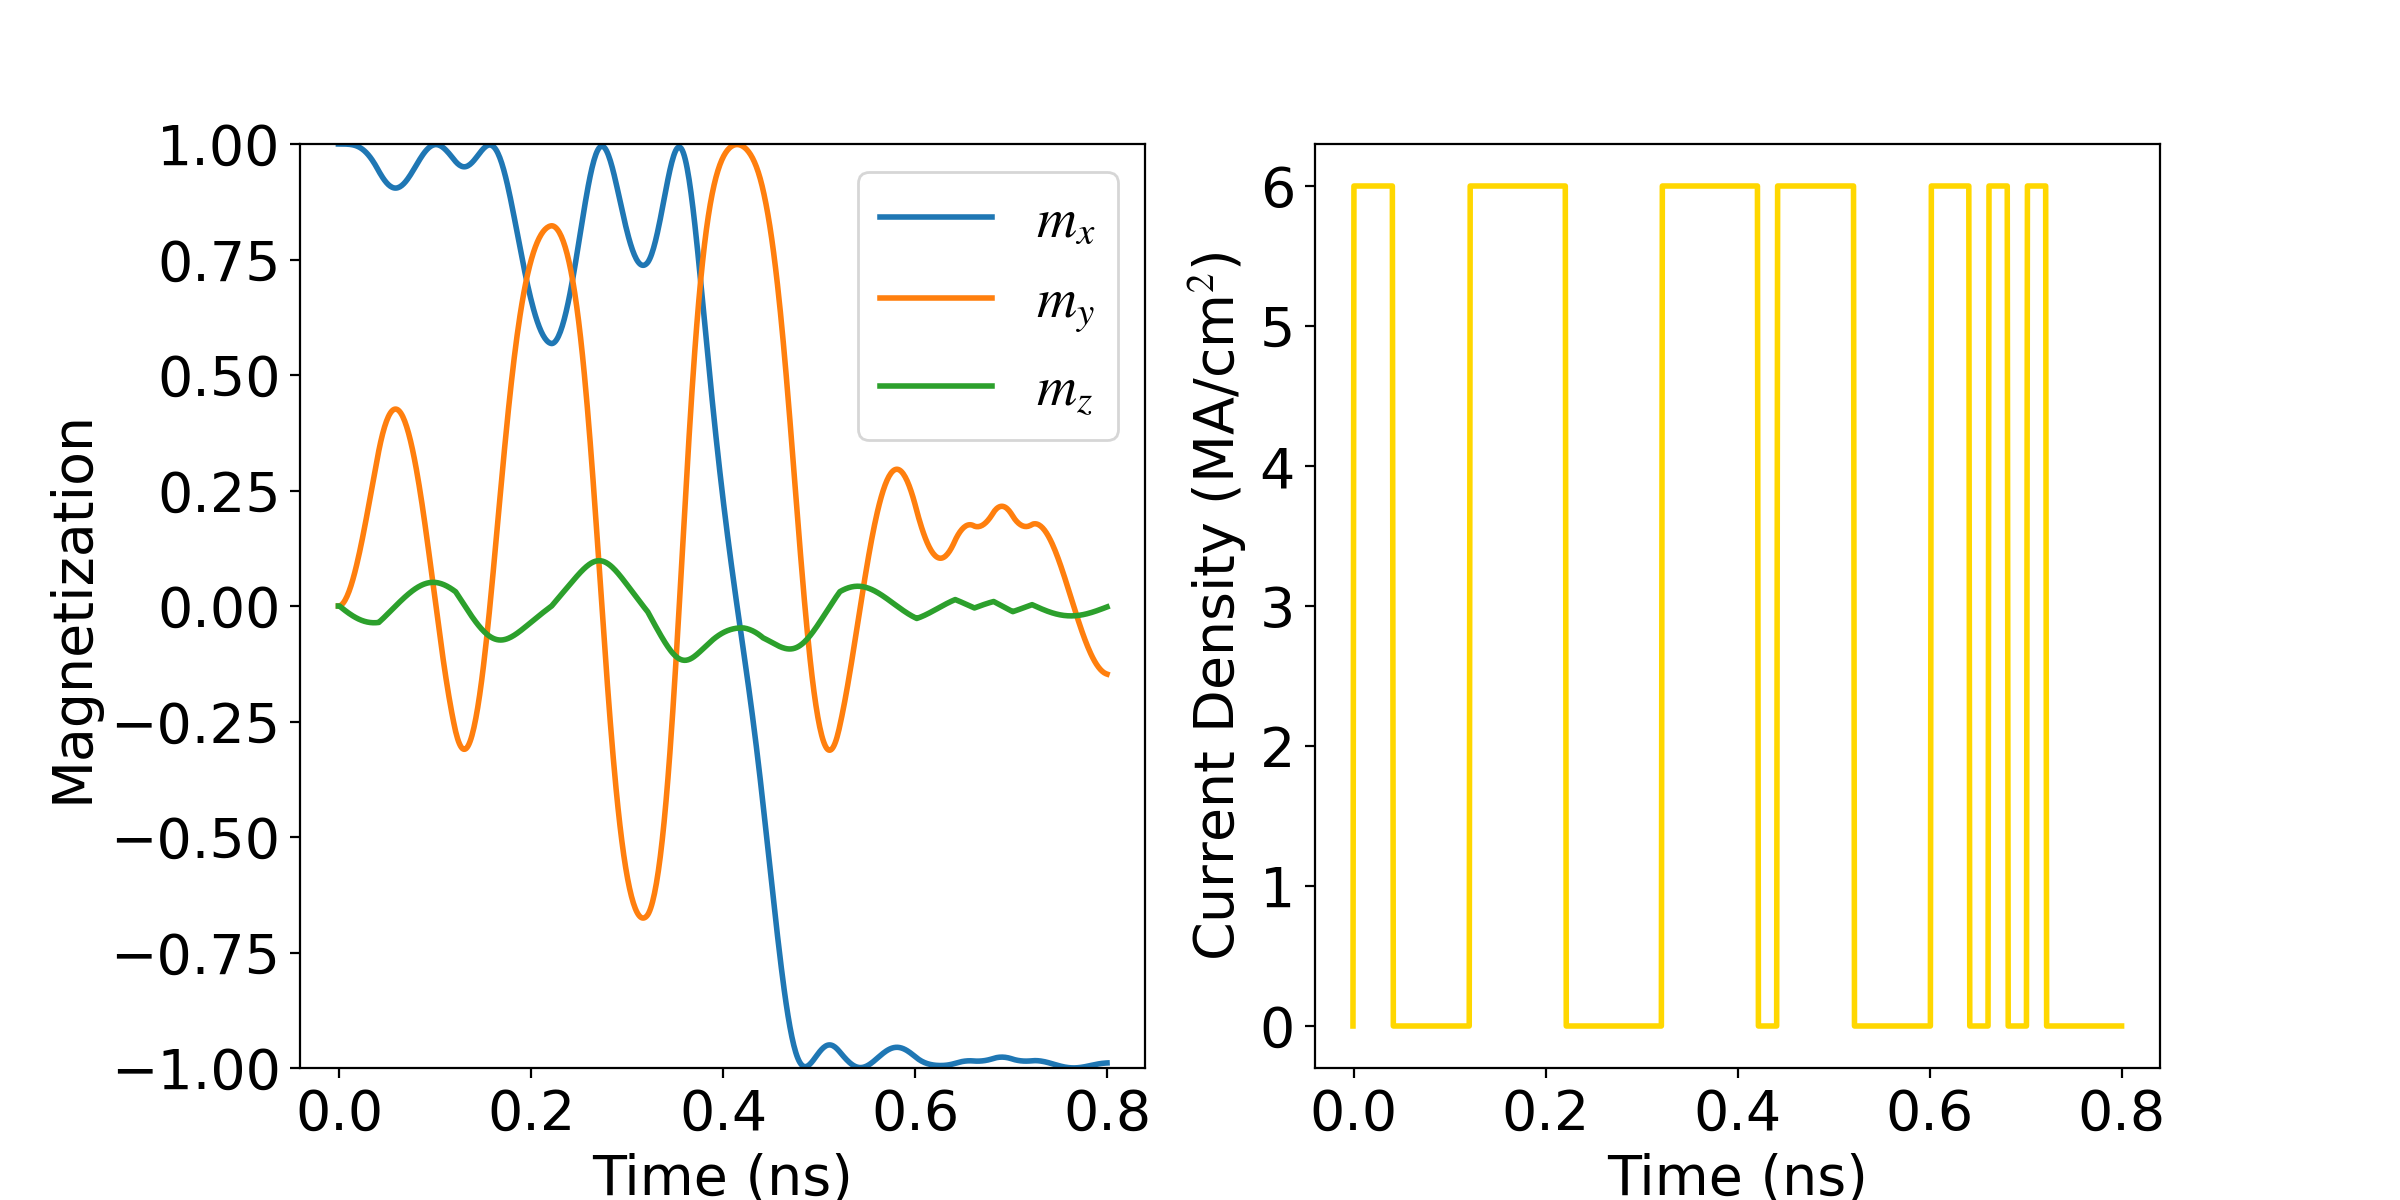 1.00
0.75
0.50
0.25
0.00
−0.25
−0.50
−0.75
−1.00
Magnetization
0.0 0.2 0.4 0.6 0.8
Time (ns)
m_x
m_y
m_z
6
5
4
3
2
1
0
Current Density (MA/cm²)
0.0 0.2 0.4 0.6 0.8
Time (ns)